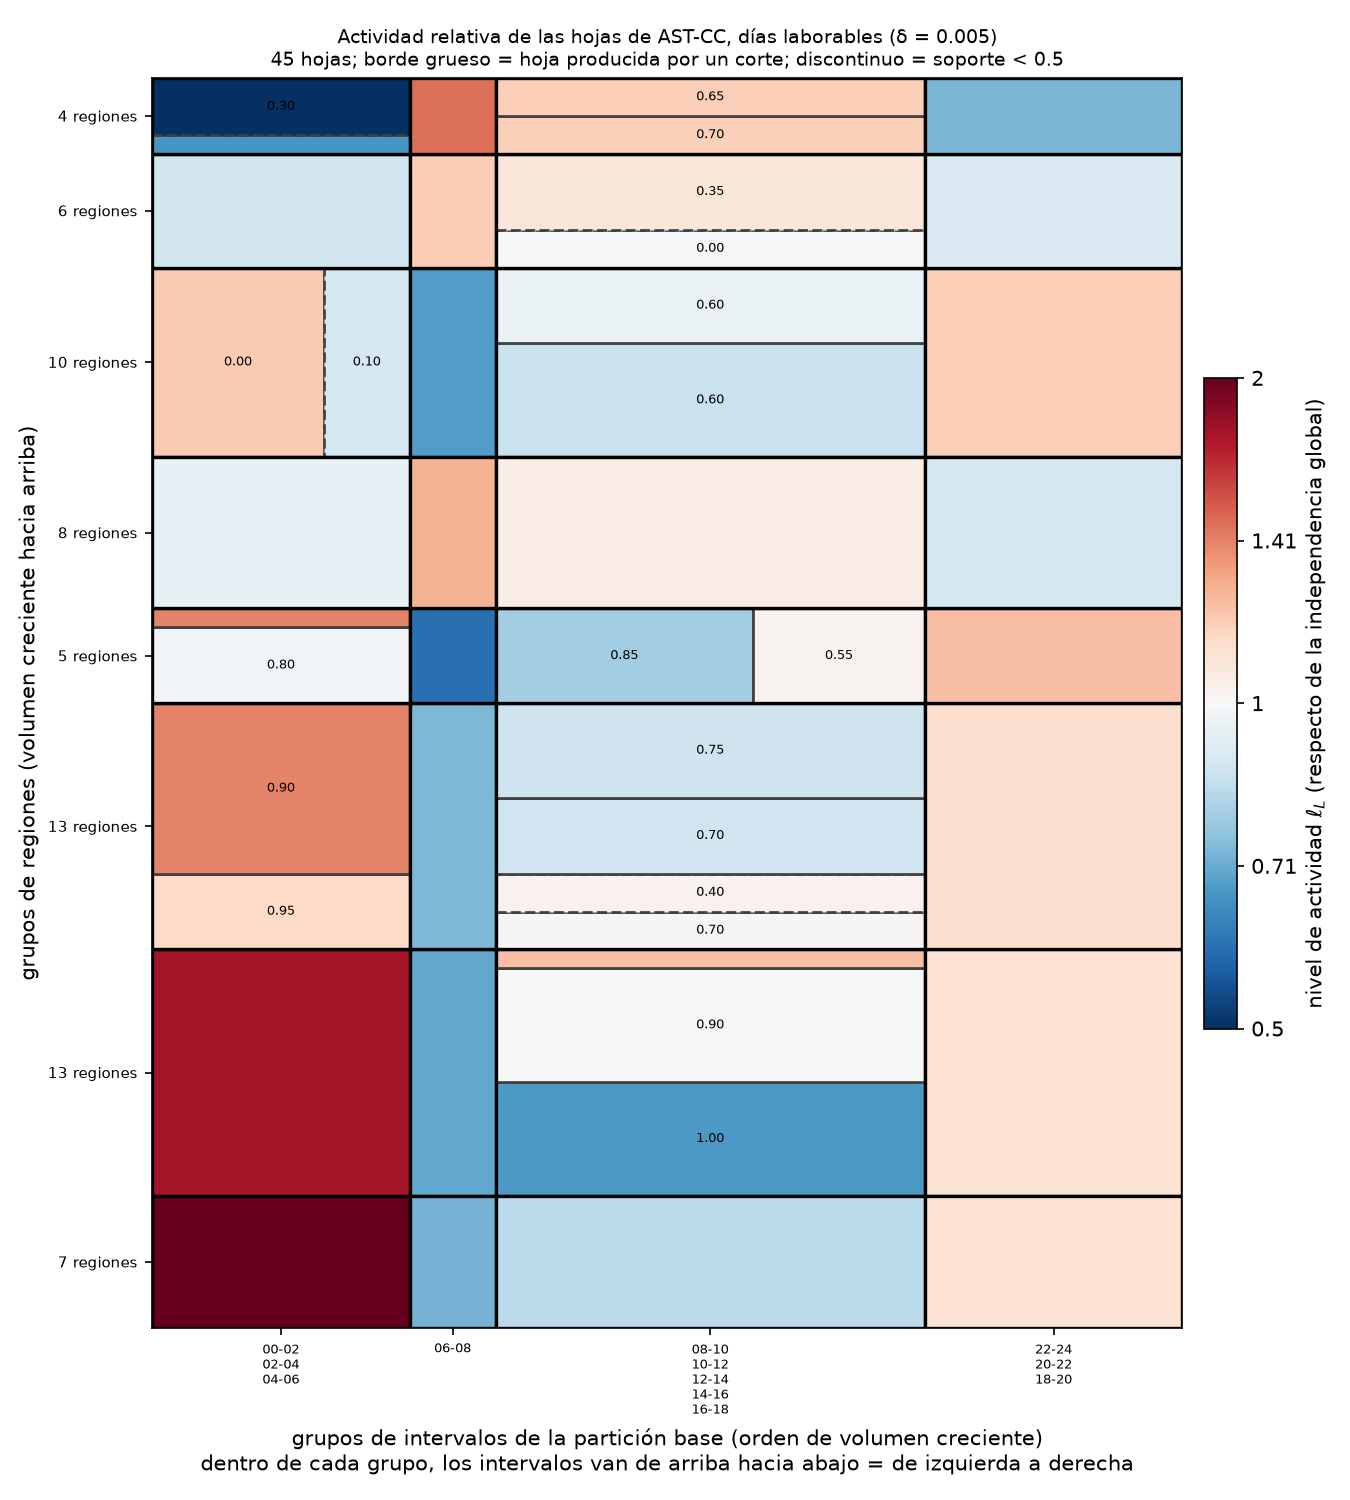 Actividad relativa de las hojas de AST-CC, días laborables (δ = 0.005)
45 hojas; borde grueso = hoja producida por un corte; discontinuo = soporte < 0.5
4 regiones
6 regiones
10 regiones
8 regiones
5 regiones
13 regiones
13 regiones
7 regiones
grupos de regiones (volumen creciente hacia arriba)
0.30
0.65
0.70
0.35
0.00
0.00
0.10
0.60
0.60
0.80
0.85
0.55
0.90
0.95
0.75
0.70
0.40
0.70
0.90
1.00
00-02
02-04
04-06
06-08
08-10
10-12
12-14
14-16
16-18
22-24
20-22
18-20
grupos de intervalos de la partición base (orden de volumen creciente)
dentro de cada grupo, los intervalos van de arriba hacia abajo = de izquierda a derecha
2
1.41
1
0.71
0.5
nivel de actividad ℓL (respecto de la independencia global)